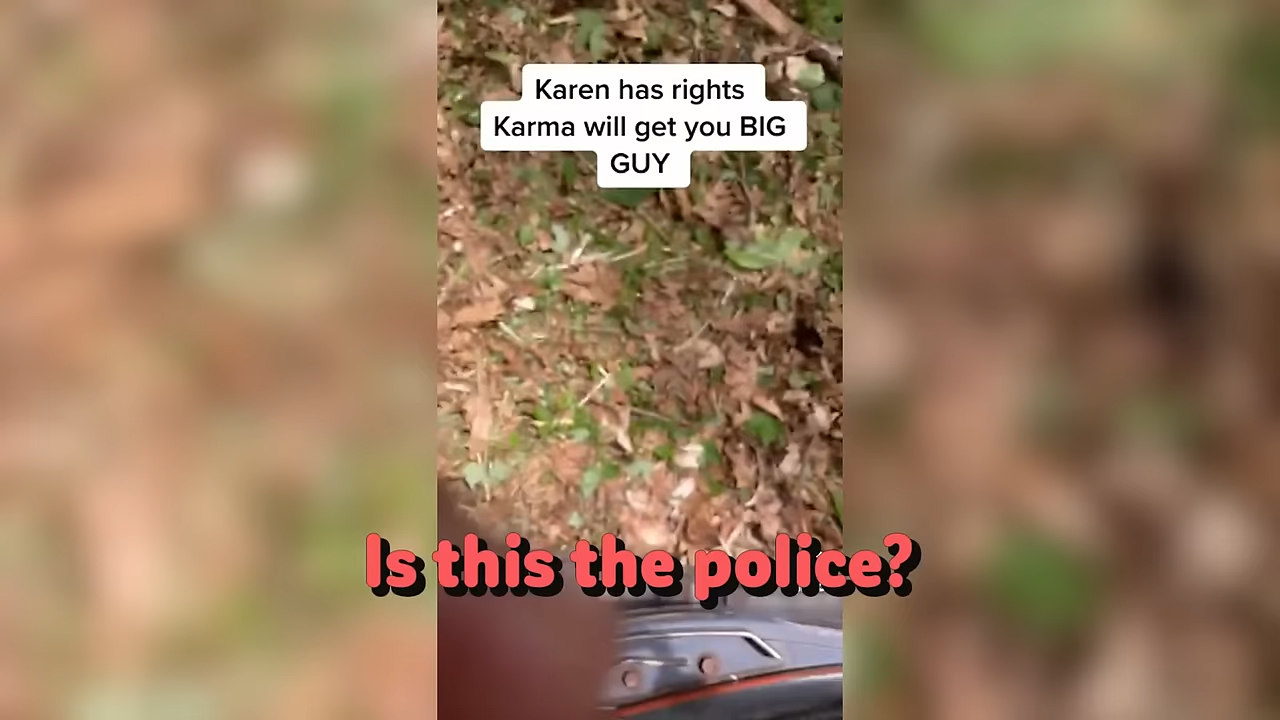 Karen has rights
Karma will get you BIG
GUY
Is this the police?